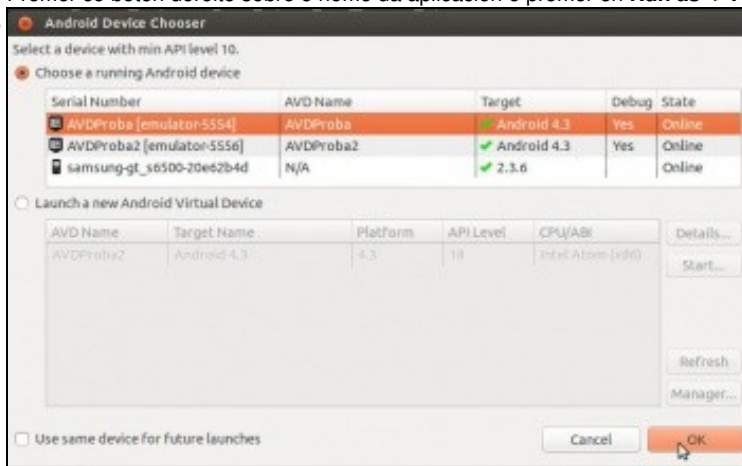 Android Device Chooser
Select a device with min API level 10.
Choose a running Android device
Serial Number AVD Name Target Debug State
AVDProba [emulator-5554] AVDProba Android 4.3 Yes Online
AVDProba2 [emulator-5556] AVDProba2 Android 4.3 Yes Online
samsung-gt_s6500-20e62b4d N/A 2.3.6 Online
Launch a new Android Virtual Device
AVD Name Target Name Platform API Level CPU/ABI Details...
AVDProba2 Android 4.3 4.3 18 Intel Atom (x86) Start...
Refresh
Manager...
Use same device for future launches Cancel OK